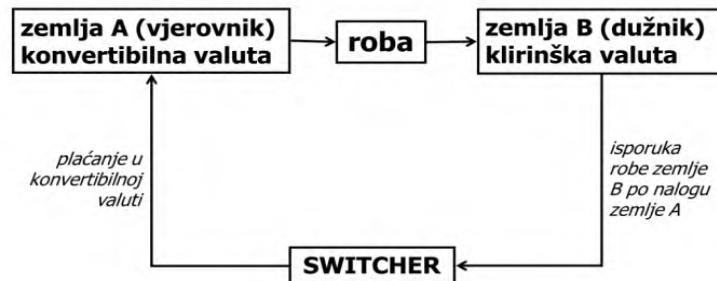 zemlja A (vjerovnik)
konvertibilna valuta
roba
zemlja B (dužnik)
klirinška valuta
plaćanje u
konvertibilnoj
valuti
isporuka
robe zemlje
B po nalogu
zemlje A
SWITCHER